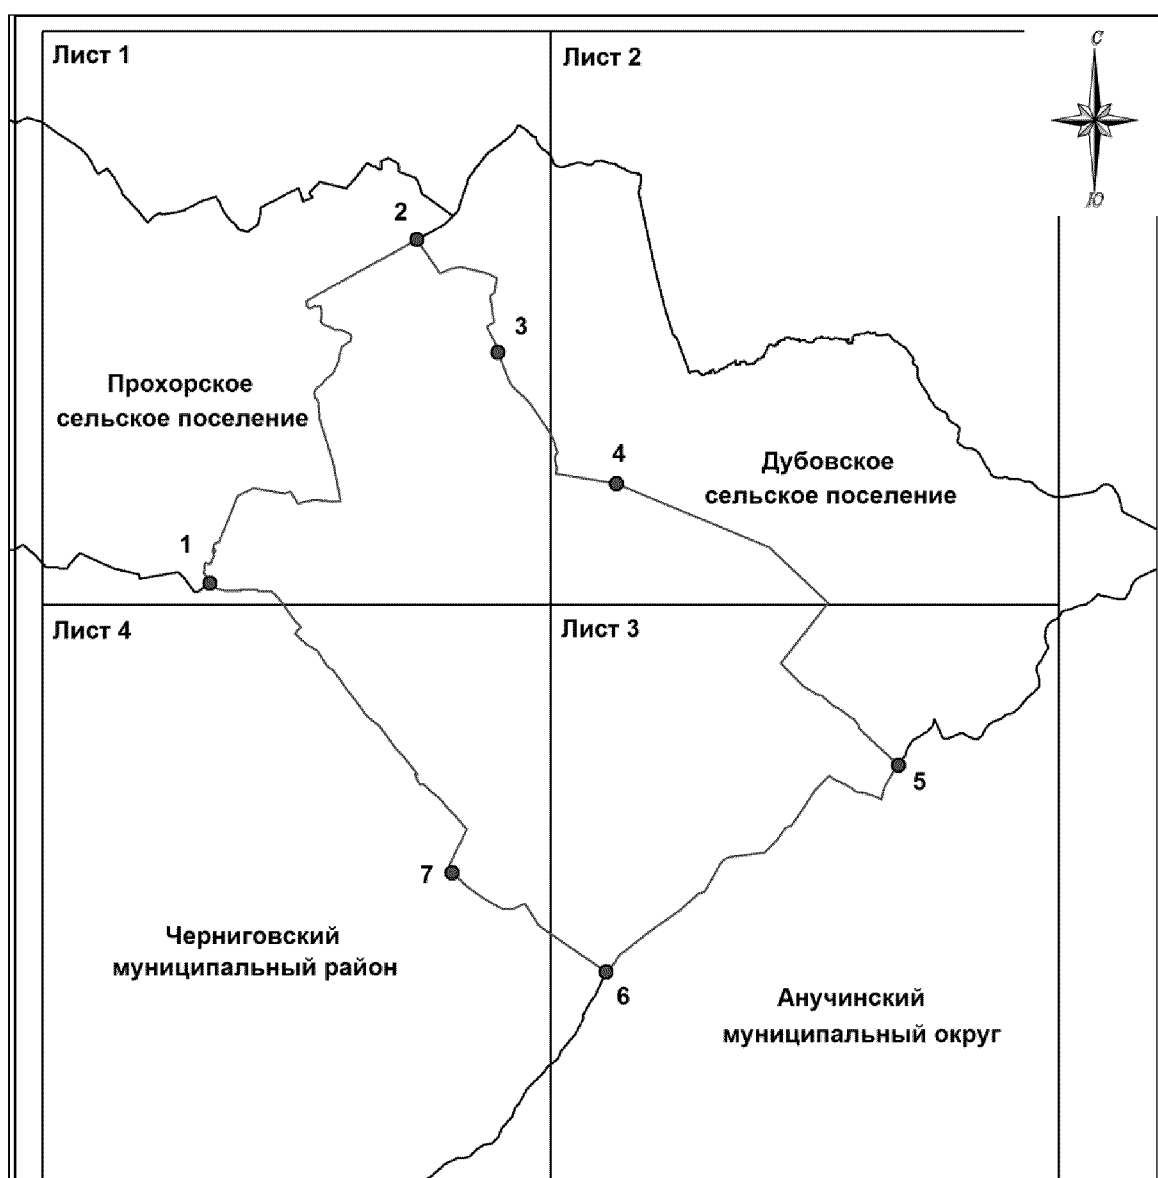 Лист 1
Лист 2
С
Ю
2
3
Прохорское
сельское поселение
4
Дубовское
сельское поселение
1
Лист 4
Лист 3
5
7
Черниговский
муниципальный район
6
Анучинский
муниципальный округ